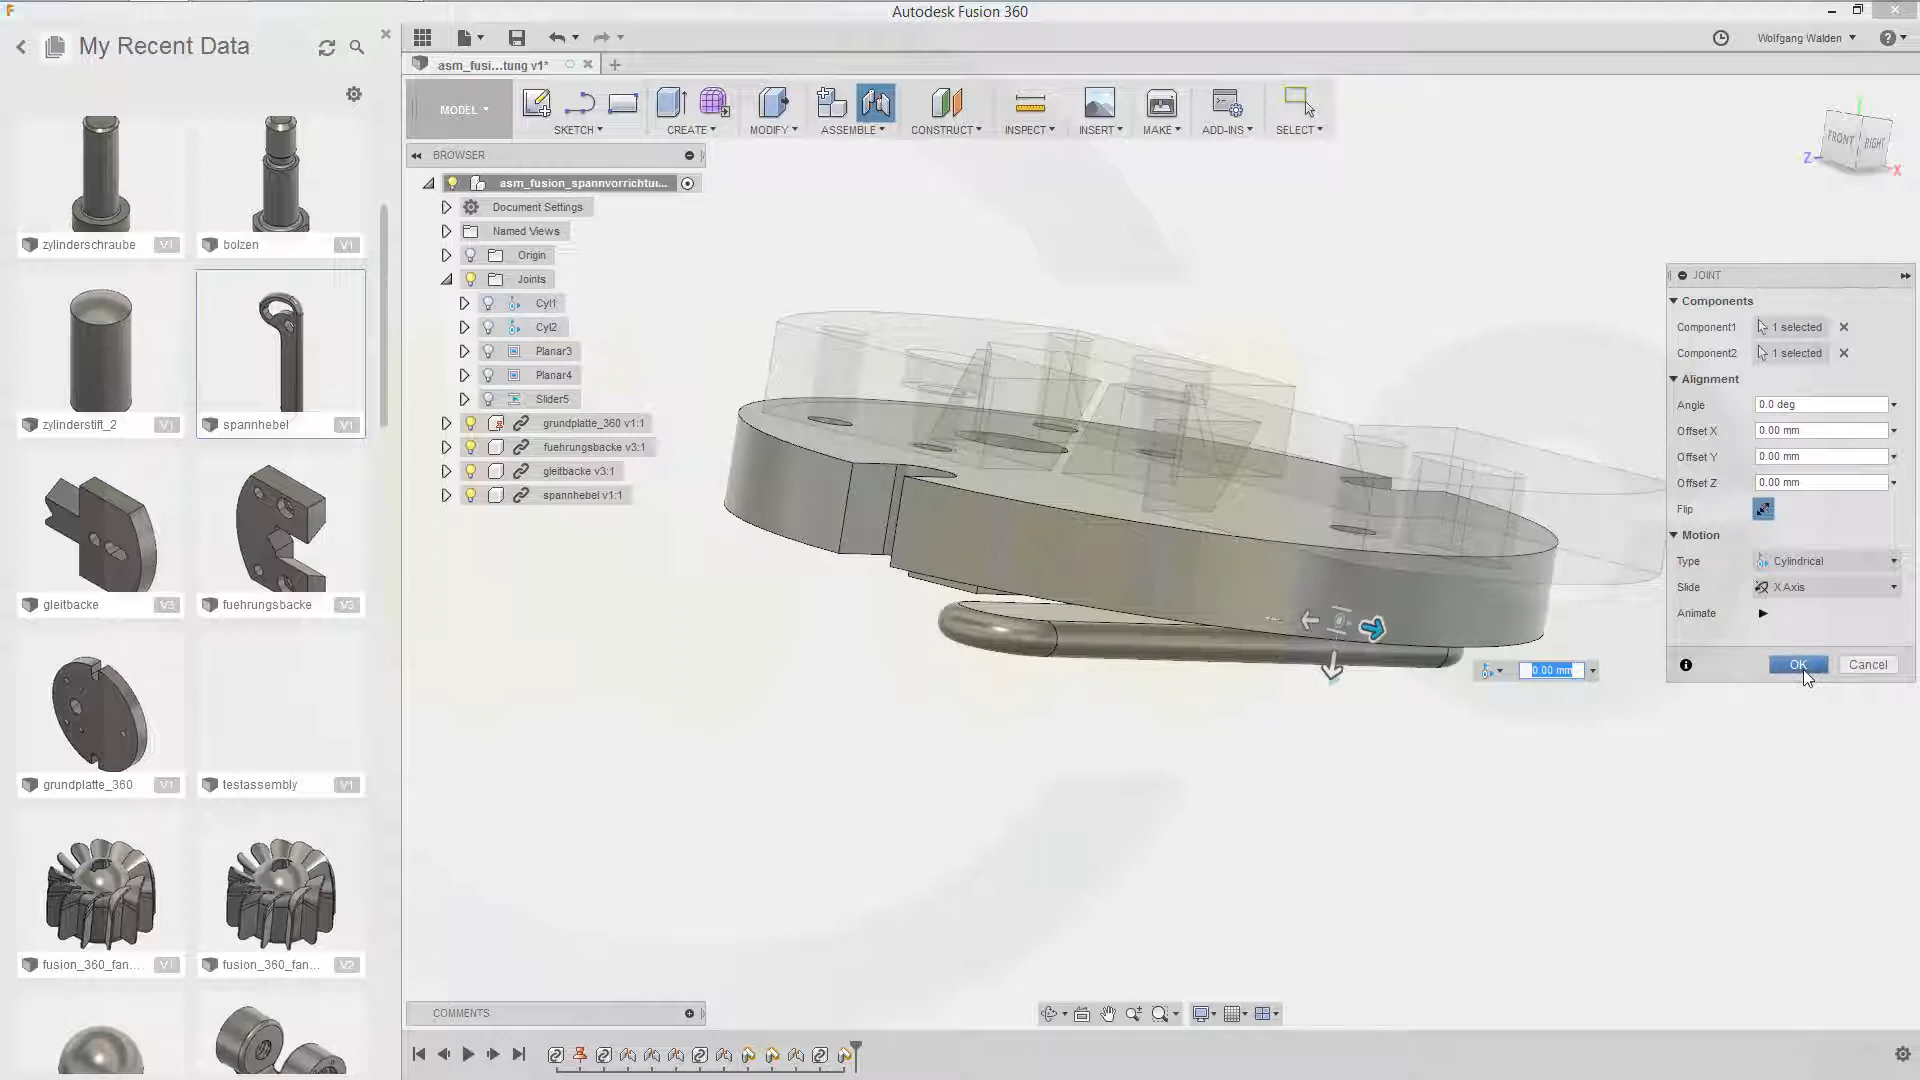 Autodesk Fusion 360
My Recent Data
Wolfgang Walden
asm_fusi...tung v1*
MODEL
SKETCH
CREATE
MODIFY
ASSEMBLE
CONSTRUCT
INSPECT
INSERT
MAKE
ADD-INS
SELECT
FRONT
RIGHT
Z
X
BROWSER
asm_fusion_spannvorrichtu...
Document Settings
Named Views
Origin
Joints
Cyl1
Cyl2
Planar3
Planar4
Slider5
grundplatte_360 v1:1
fuehrungsbacke v3:1
gleitbacke v3:1
spannhebel v1:1
zylinderschraube V1
bolzen V1
zylinderstift_2 V1
spannhebel V1
gleitbacke V3
fuehrungsbacke V3
grundplatte_360 V1
testassembly V1
fusion_360_fan... V1
fusion_360_fan... V2
JOINT
Components
Component1 1 selected
Component2 1 selected
Alignment
Angle 0.0 deg
Offset X 0.00 mm
Offset Y 0.00 mm
Offset Z 0.00 mm
Flip
Motion
Type Cylindrical
Slide X Axis
Animate
OK Cancel
0.00 mm
COMMENTS